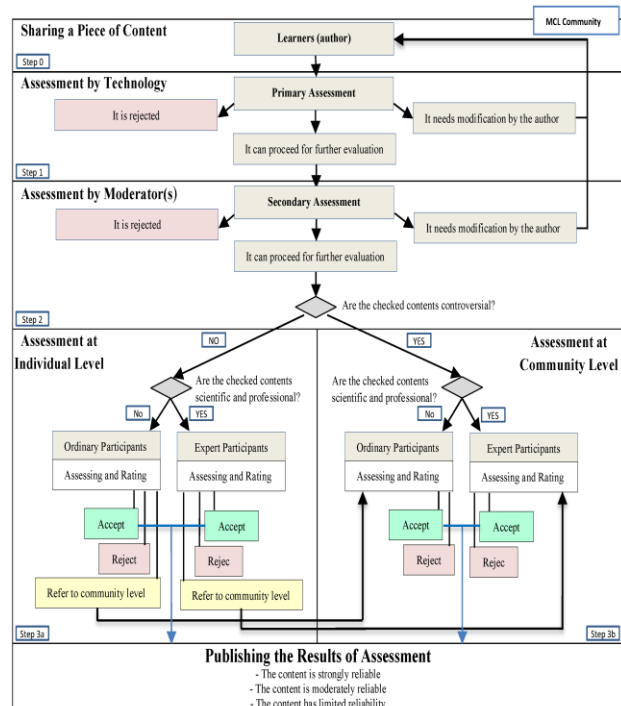 MCL Community
Sharing a Piece of Content
Learners (author)
Step 0
Assessment by Technology
Primary Assessment
It is rejected
It needs modification by the author
It can proceed for further evaluation
Step 1
Assessment by Moderator(s)
Secondary Assessment
It is rejected
It needs modification by the author
It can proceed for further evaluation
Are the checked contents controversial?
Step 2
NO
YES
Assessment at
Individual Level
Are the checked contents
scientific and professional?
No
YES
Ordinary Participants
Assessing and Rating
Expert Participants
Assessing and Rating
Accept
Accept
Reject
Rejec
Refer to community level
Refer to community level
Step 3a
Assessment at
Community Level
Are the checked contents
scientific and professional?
No
YES
Ordinary Participants
Assessing and Rating
Expert Participants
Assessing and Rating
Accept
Accept
Reject
Reject
Step 3b
Publishing the Results of Assessment
- The content is strongly reliable
- The content is moderately reliable
- The content has limited reliability